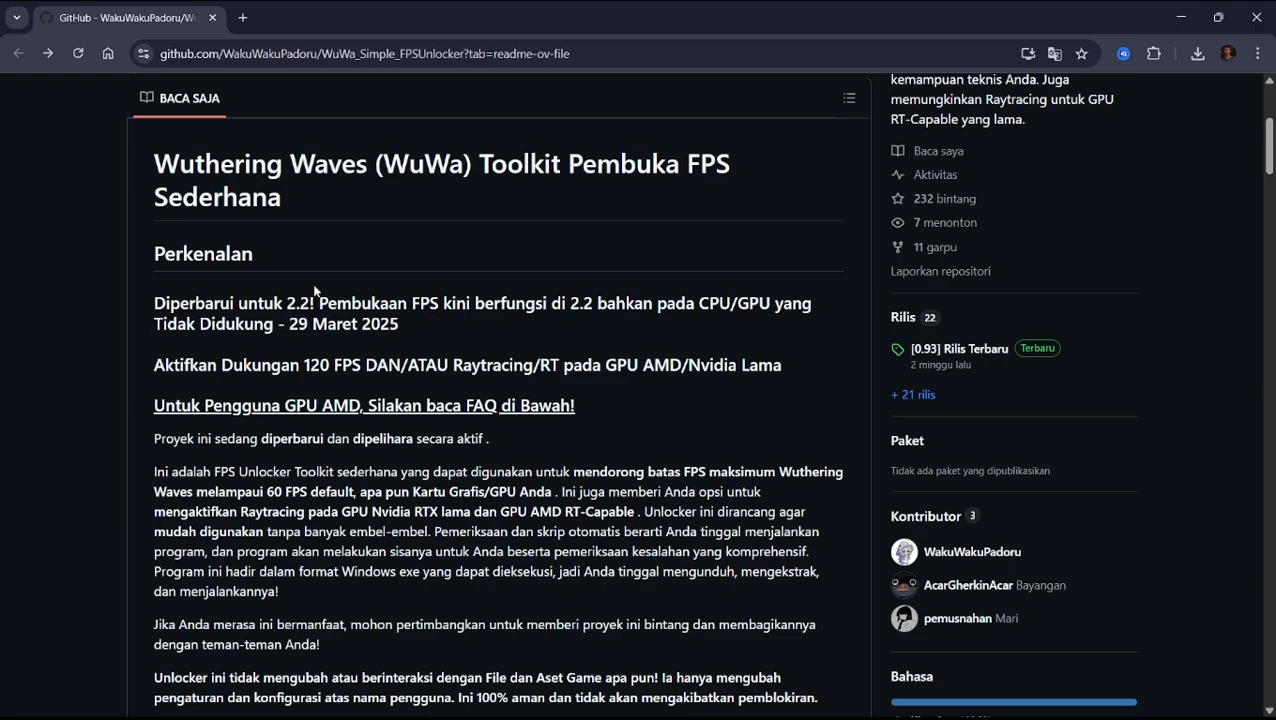 GitHub - WakuWakuPadoru/Wu
github.com/WakuWakuPadoru/WuWa_Simple_FPSUnlocker?tab=readme-ov-file
BACA SAJA
Wuthering Waves (WuWa) Toolkit Pembuka FPS
Sederhana
Perkenalan
Diperbarui untuk 2.2! Pembukaan FPS kini berfungsi di 2.2 bahkan pada CPU/GPU yang
Tidak Didukung - 29 Maret 2025
Aktifkan Dukungan 120 FPS DAN/ATAU Raytracing/RT pada GPU AMD/Nvidia Lama
Untuk Pengguna GPU AMD, Silakan baca FAQ di Bawah!
Proyek ini sedang diperbarui dan dipelihara secara aktif .
Ini adalah FPS Unlocker Toolkit sederhana yang dapat digunakan untuk mendorong batas FPS maksimum Wuthering
Waves melampaui 60 FPS default, apa pun Kartu Grafis/GPU Anda . Ini juga memberi Anda opsi untuk
mengaktifkan Raytracing pada GPU Nvidia RTX lama dan GPU AMD RT-Capable . Unlocker ini dirancang agar
mudah digunakan tanpa banyak embel-embel. Pemeriksaan dan skrip otomatis berarti Anda tinggal menjalankan
program, dan program akan melakukan sisanya untuk Anda beserta pemeriksaan kesalahan yang komprehensif.
Program ini hadir dalam format Windows exe yang dapat dieksekusi, jadi Anda tinggal mengunduh, mengekstrak,
dan menjalankannya!
Jika Anda merasa ini bermanfaat, mohon pertimbangkan untuk memberi proyek ini bintang dan membagikannya
dengan teman-teman Anda!
Unlocker ini tidak mengubah atau berinteraksi dengan File dan Aset Game apa pun! Ia hanya mengubah
pengaturan dan konfigurasi atas nama pengguna. Ini 100% aman dan tidak akan mengakibatkan pemblokiran.
kemampuan teknis Anda. Juga
memungkinkan Raytracing untuk GPU
RT-Capable yang lama.
Baca saya
Aktivitas
232 bintang
7 menonton
11 garpu
Laporkan repositori
Rilis 22
[0.93] Rilis Terbaru Terbaru
2 minggu lalu
+ 21 rilis
Paket
Tidak ada paket yang dipublikasikan
Kontributor 3
WakuWakuPadoru
AcarGherkinAcar Bayangan
pemusnahan Mari
Bahasa